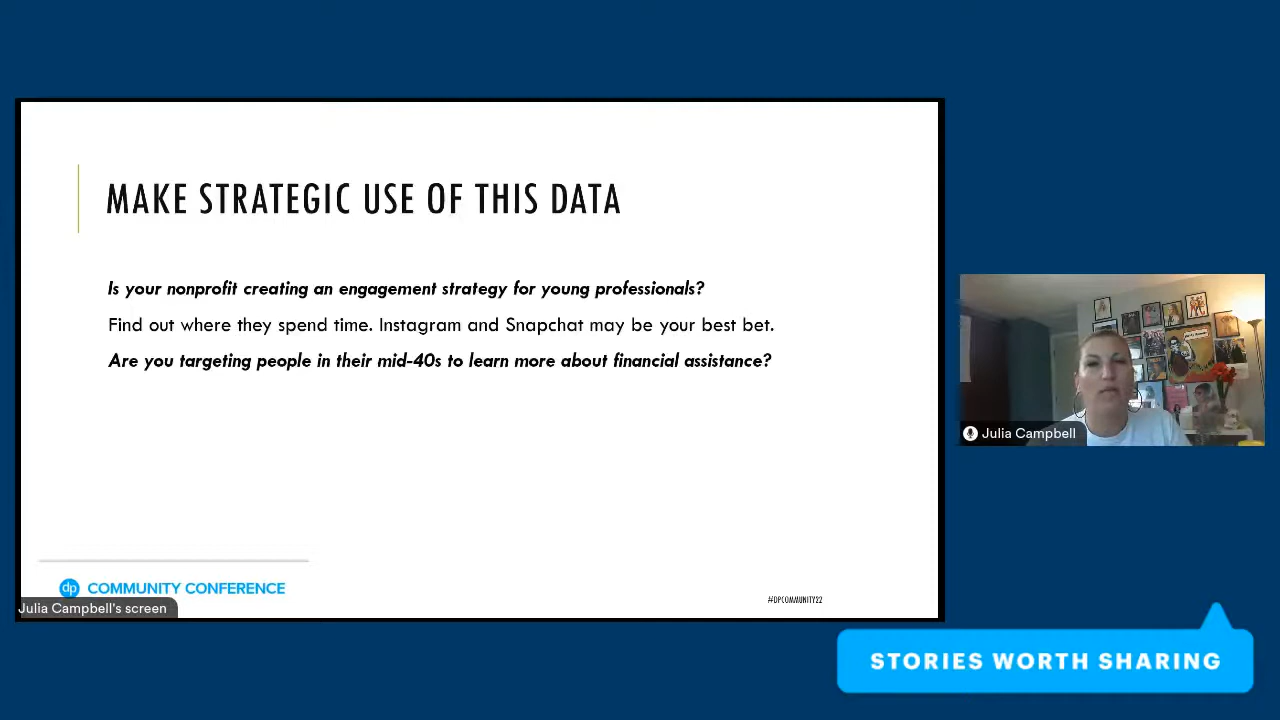 MAKE STRATEGIC USE OF THIS DATA
Is your nonprofit creating an engagement strategy for young professionals?
Find out where they spend time. Instagram and Snapchat may be your best bet.
Are you targeting people in their mid-40s to learn more about financial assistance?
dp COMMUNITY CONFERENCE
#DPCOMMUNITY22
Julia Campbell's screen
Julia Campbell
STORIES WORTH SHARING